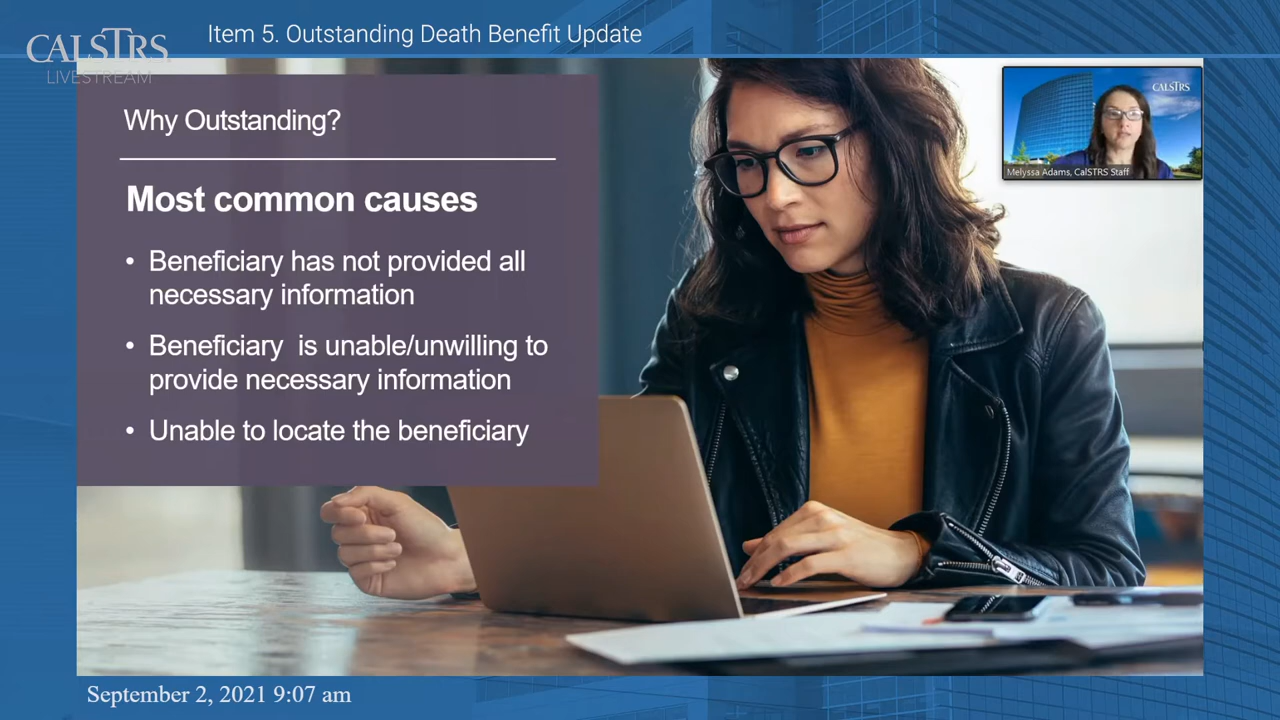 CALSTRS
LIVESTREAM
Item 5. Outstanding Death Benefit Update
Why Outstanding?
Most common causes
• Beneficiary has not provided all
necessary information
• Beneficiary  is unable/unwilling to
provide necessary information
• Unable to locate the beneficiary
CALSTRS
Melyssa Adams, CalSTRS Staff
September 2, 2021 9:07 am